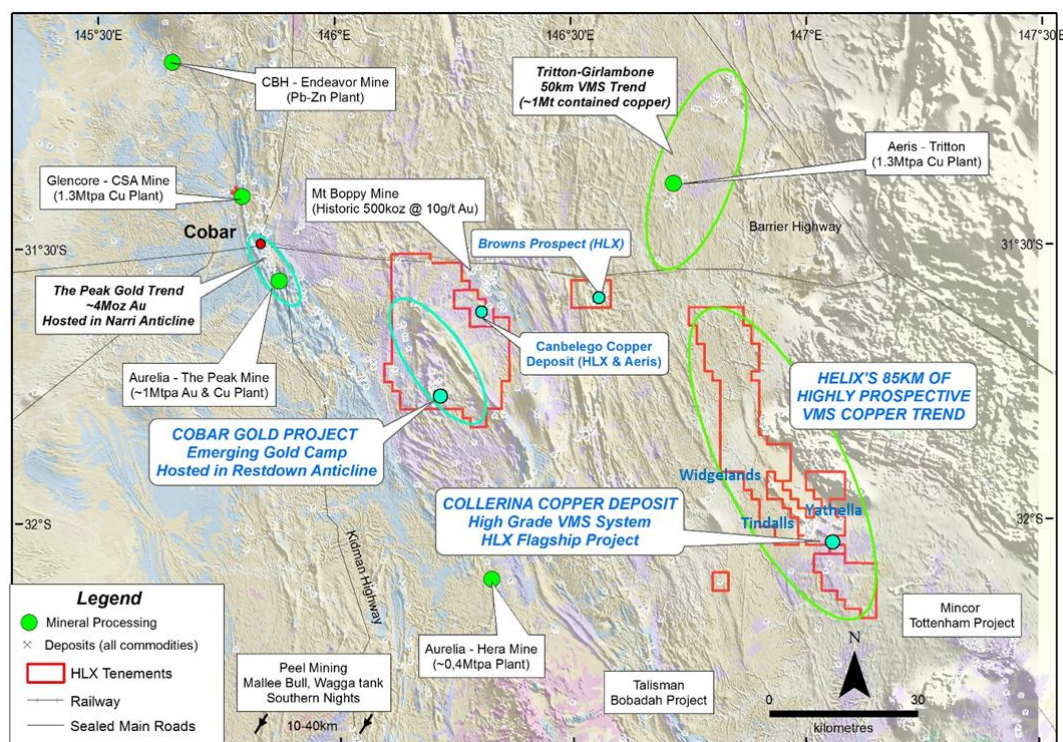 145°30'E
146°E
146°30'E
147°E
147°30'E
CBH - Endeavor Mine
(Pb-Zn Plant)
Tritton-Girlambone
50km VMS Trend
(~1Mt contained copper)
Aeris - Tritton
(1.3Mtpa Cu Plant)
Glencore - CSA Mine
(1.3Mtpa Cu Plant)
Mt Boppy Mine
(Historic 500koz @ 10g/t Au)
Cobar
Browns Prospect (HLX)
Barrier Highway
31°30'S
31°30'S
The Peak Gold Trend
~4Moz Au
Hosted in Narri Anticline
Canbelego Copper
Deposit (HLX & Aeris)
Aurelia - The Peak Mine
(~1Mtpa Au & Cu Plant)
HELIX'S 85KM OF
HIGHLY PROSPECTIVE
VMS COPPER TREND
COBAR GOLD PROJECT
Emerging Gold Camp
Hosted in Restdown Anticline
Widgelands
COLLERINA COPPER DEPOSIT
High Grade VMS System
HLX Flagship Project
Yathella
Tindalls
32°S
32°S
Kidman Highway
Legend
Mineral Processing
Deposits (all commodities)
HLX Tenements
Railway
Sealed Main Roads
Aurelia - Hera Mine
(~0,4Mtpa Plant)
Mincor
Tottenham Project
Peel Mining
Mallee Bull, Wagga tank
Southern Nights
10-40km
Talisman
Bobadah Project
N
0
30
kilometres
146°E
146°30'E
147°E